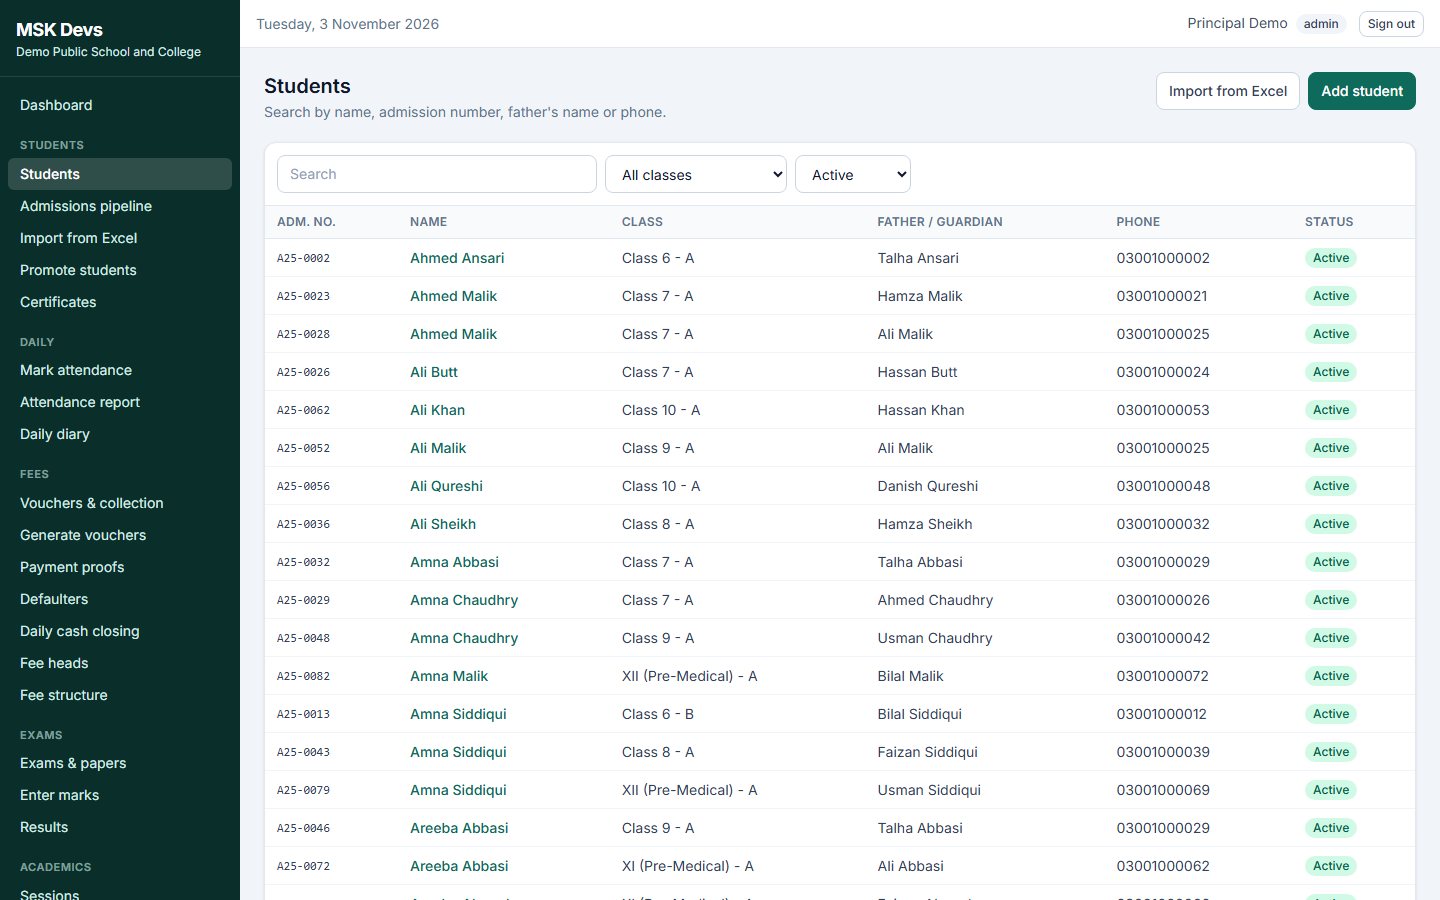 MSK Devs
Demo Public School and College
Dashboard
STUDENTS
Students
Admissions pipeline
Import from Excel
Promote students
Certificates
DAILY
Mark attendance
Attendance report
Daily diary
FEES
Vouchers & collection
Generate vouchers
Payment proofs
Defaulters
Daily cash closing
Fee heads
Fee structure
EXAMS
Exams & papers
Enter marks
Results
ACADEMICS
Sessions
Tuesday, 3 November 2026
Principal Demo admin Sign out
Students
Search by name, admission number, father's name or phone.
Import from Excel Add student
Search All classes Active
ADM. NO. NAME CLASS FATHER / GUARDIAN PHONE STATUS
A25-0002 Ahmed Ansari Class 6 - A Talha Ansari 03001000002 Active
A25-0023 Ahmed Malik Class 7 - A Hamza Malik 03001000021 Active
A25-0028 Ahmed Malik Class 7 - A Ali Malik 03001000025 Active
A25-0026 Ali Butt Class 7 - A Hassan Butt 03001000024 Active
A25-0062 Ali Khan Class 10 - A Hassan Khan 03001000053 Active
A25-0052 Ali Malik Class 9 - A Ali Malik 03001000025 Active
A25-0056 Ali Qureshi Class 10 - A Danish Qureshi 03001000048 Active
A25-0036 Ali Sheikh Class 8 - A Hamza Sheikh 03001000032 Active
A25-0032 Amna Abbasi Class 7 - A Talha Abbasi 03001000029 Active
A25-0029 Amna Chaudhry Class 7 - A Ahmed Chaudhry 03001000026 Active
A25-0048 Amna Chaudhry Class 9 - A Usman Chaudhry 03001000042 Active
A25-0082 Amna Malik XII (Pre-Medical) - A Bilal Malik 03001000072 Active
A25-0013 Amna Siddiqui Class 6 - B Bilal Siddiqui 03001000012 Active
A25-0043 Amna Siddiqui Class 8 - A Faizan Siddiqui 03001000039 Active
A25-0079 Amna Siddiqui XII (Pre-Medical) - A Usman Siddiqui 03001000069 Active
A25-0046 Areeba Abbasi Class 9 - A Talha Abbasi 03001000029 Active
A25-0072 Areeba Abbasi XI (Pre-Medical) - A Ali Abbasi 03001000062 Active